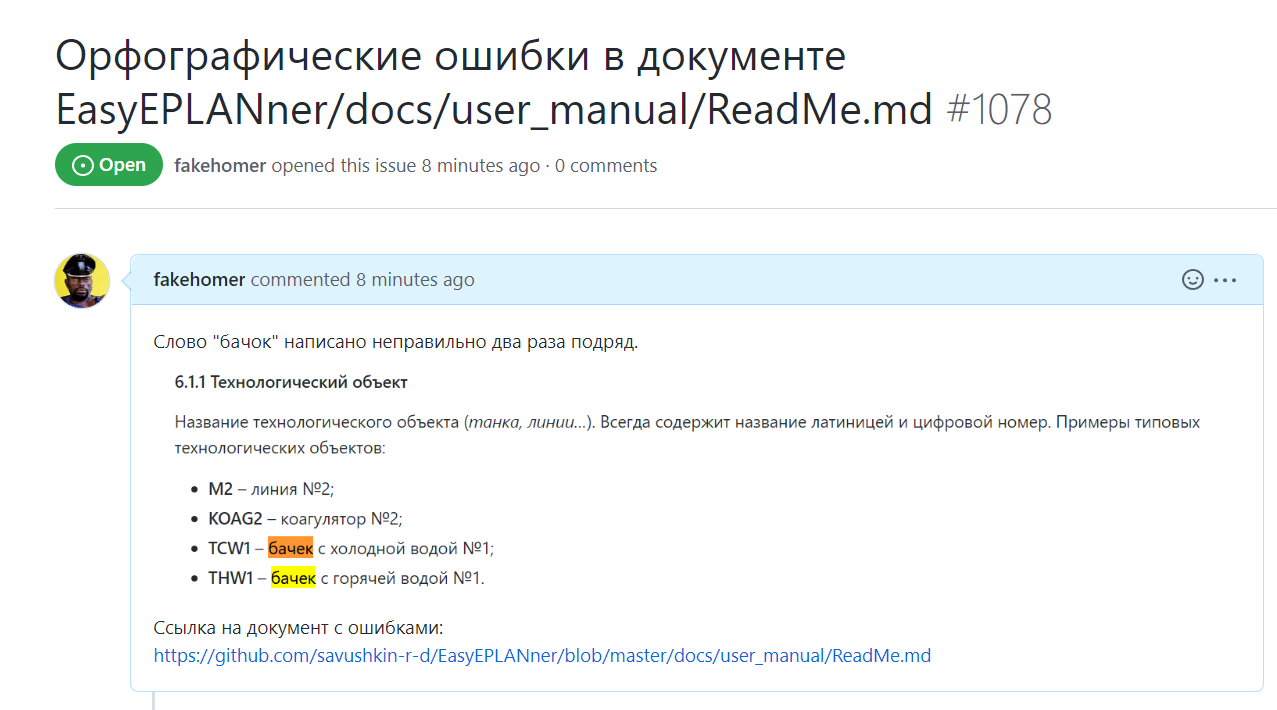 Орфографические ошибки в документе
EasyEPLANner/docs/user_manual/ReadMe.md #1078
Open fakehomer opened this issue 8 minutes ago · 0 comments
fakehomer commented 8 minutes ago
Слово "бачок" написано неправильно два раза подряд.
6.1.1 Технологический объект
Название технологического объекта (танка, линии...). Всегда содержит название латиницей и цифровой номер. Примеры типовых
технологических объектов:
• M2 – линия №2;
• KOAG2 – коагулятор №2;
• TCW1 – бачек с холодной водой №1;
• THW1 – бачек с горячей водой №1.
Ссылка на документ с ошибками:
https://github.com/savushkin-r-d/EasyEPLANner/blob/master/docs/user_manual/ReadMe.md